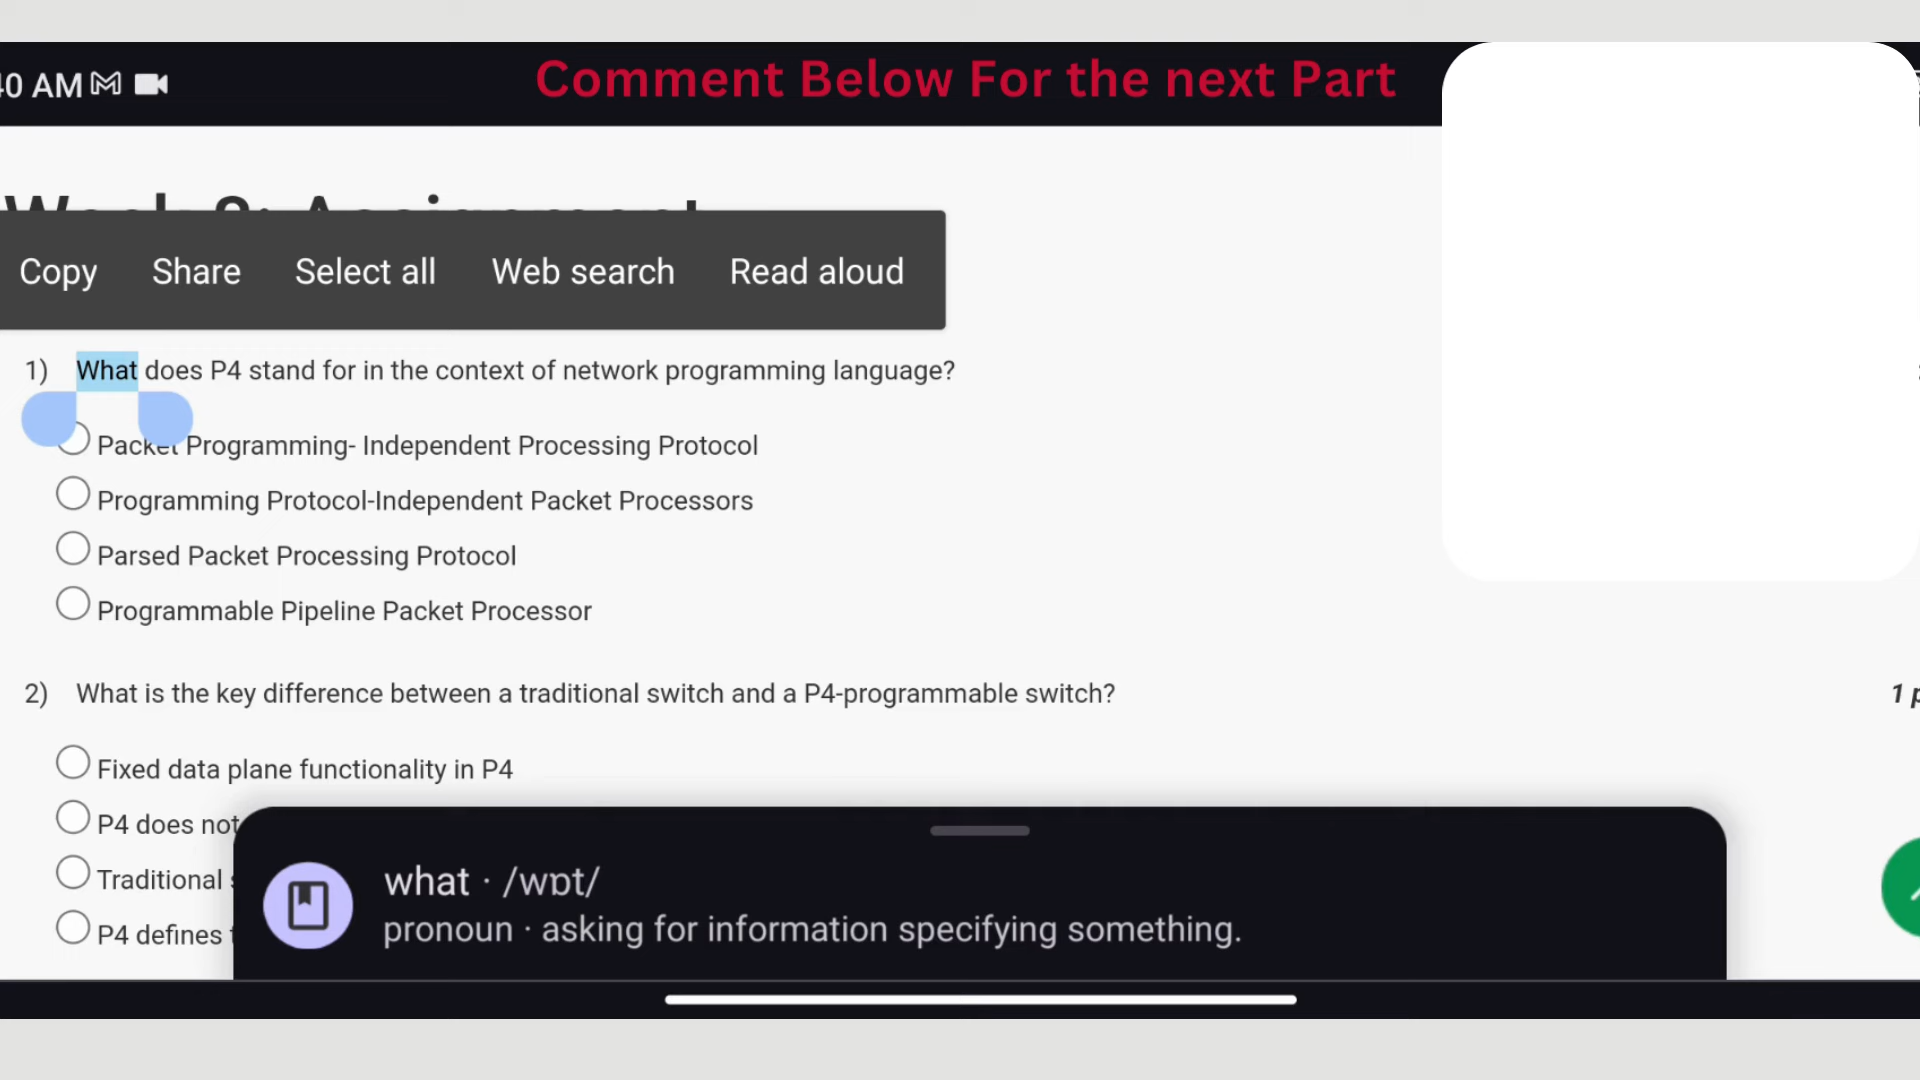 40 AM
Comment Below For the next Part
Assignment
Copy Share Select all Web search Read aloud
1) What does P4 stand for in the context of network programming language?
Packet Programming- Independent Processing Protocol
Programming Protocol-Independent Packet Processors
Parsed Packet Processing Protocol
Programmable Pipeline Packet Processor
2) What is the key difference between a traditional switch and a P4-programmable switch?
1
Fixed data plane functionality in P4
P4 does not
Traditional
P4 defines
what · /wɒt/
pronoun · asking for information specifying something.